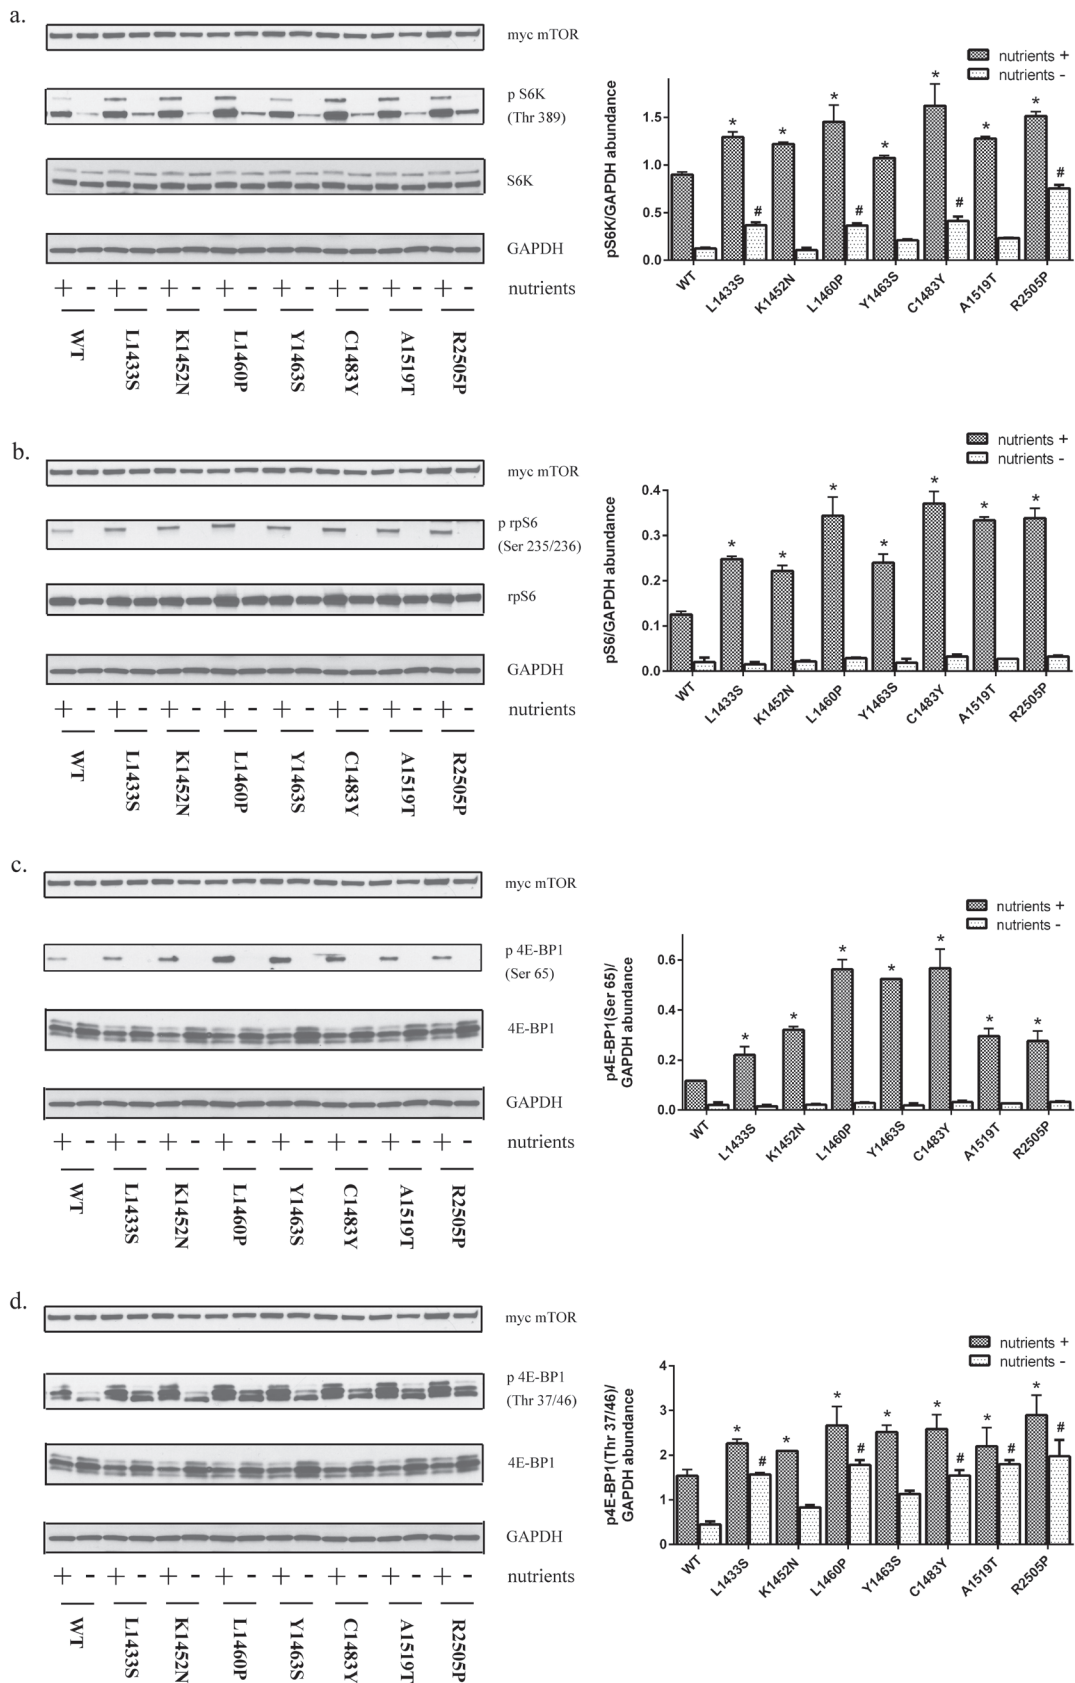 a.
myc mTOR
p S6K
(Thr 389)
S6K
GAPDH
+ - + - + - + - + - + - + - + - nutrients
WT L1433S K1452N L1460P Y1463S C1483Y A1519T R2505P
nutrients +
nutrients -
pS6K/GAPDH abundance
1.5
1.0
0.5
0.0
* * * * * * *
# # # #
WT L1433S K1452N L1460P Y1463S C1483Y A1519T R2505P
b.
myc mTOR
p rpS6
(Ser 235/236)
rpS6
GAPDH
+ - + - + - + - + - + - + - + - nutrients
WT L1433S K1452N L1460P Y1463S C1483Y A1519T R2505P
nutrients +
nutrients -
pS6/GAPDH abundance
0.4
0.3
0.2
0.1
0.0
* * * * * * *
WT L1433S K1452N L1460P Y1463S C1483Y A1519T R2505P
c.
myc mTOR
p 4E-BP1
(Ser 65)
4E-BP1
GAPDH
+ - + - + - + - + - + - + - + - nutrients
WT L1433S K1452N L1460P Y1463S C1483Y A1519T R2505P
nutrients +
nutrients -
p4E-BP1(Ser 65)/
GAPDH abundance
0.6
0.4
0.2
0.0
* * * * * * *
WT L1433S K1452N L1460P Y1463S C1483Y A1519T R2505P
d.
myc mTOR
p 4E-BP1
(Thr 37/46)
4E-BP1
GAPDH
+ - + - + - + - + - + - + - + - nutrients
WT L1433S K1452N L1460P Y1463S C1483Y A1519T R2505P
nutrients +
nutrients -
p4E-BP1(Thr 37/46)/
GAPDH abundance
4
3
2
1
0
* * * * * * *
# # # # #
WT L1433S K1452N L1460P Y1463S C1483Y A1519T R2505P